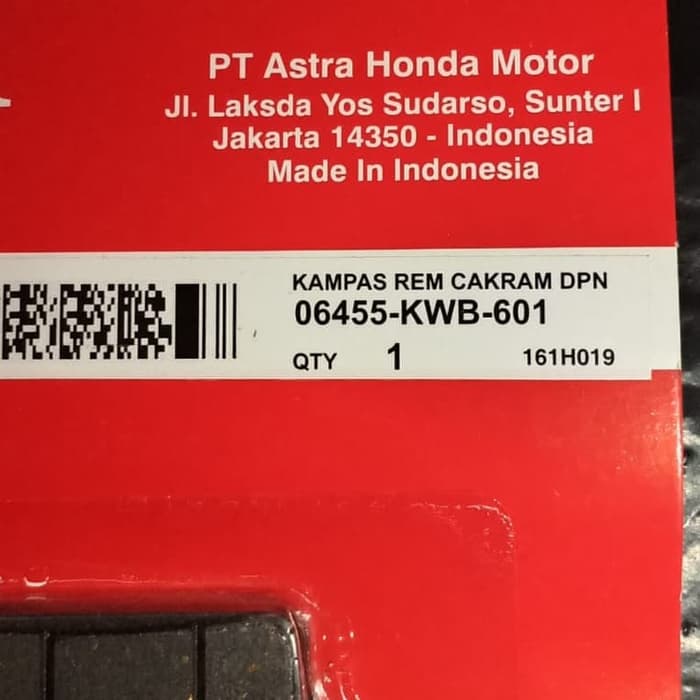 PT Astra Honda Motor
Jl. Laksda Yos Sudarso, Sunter I
Jakarta 14350 - Indonesia
Made In Indonesia
KAMPAS REM CAKRAM DPN
06455-KWB-601
QTY 1 161H019